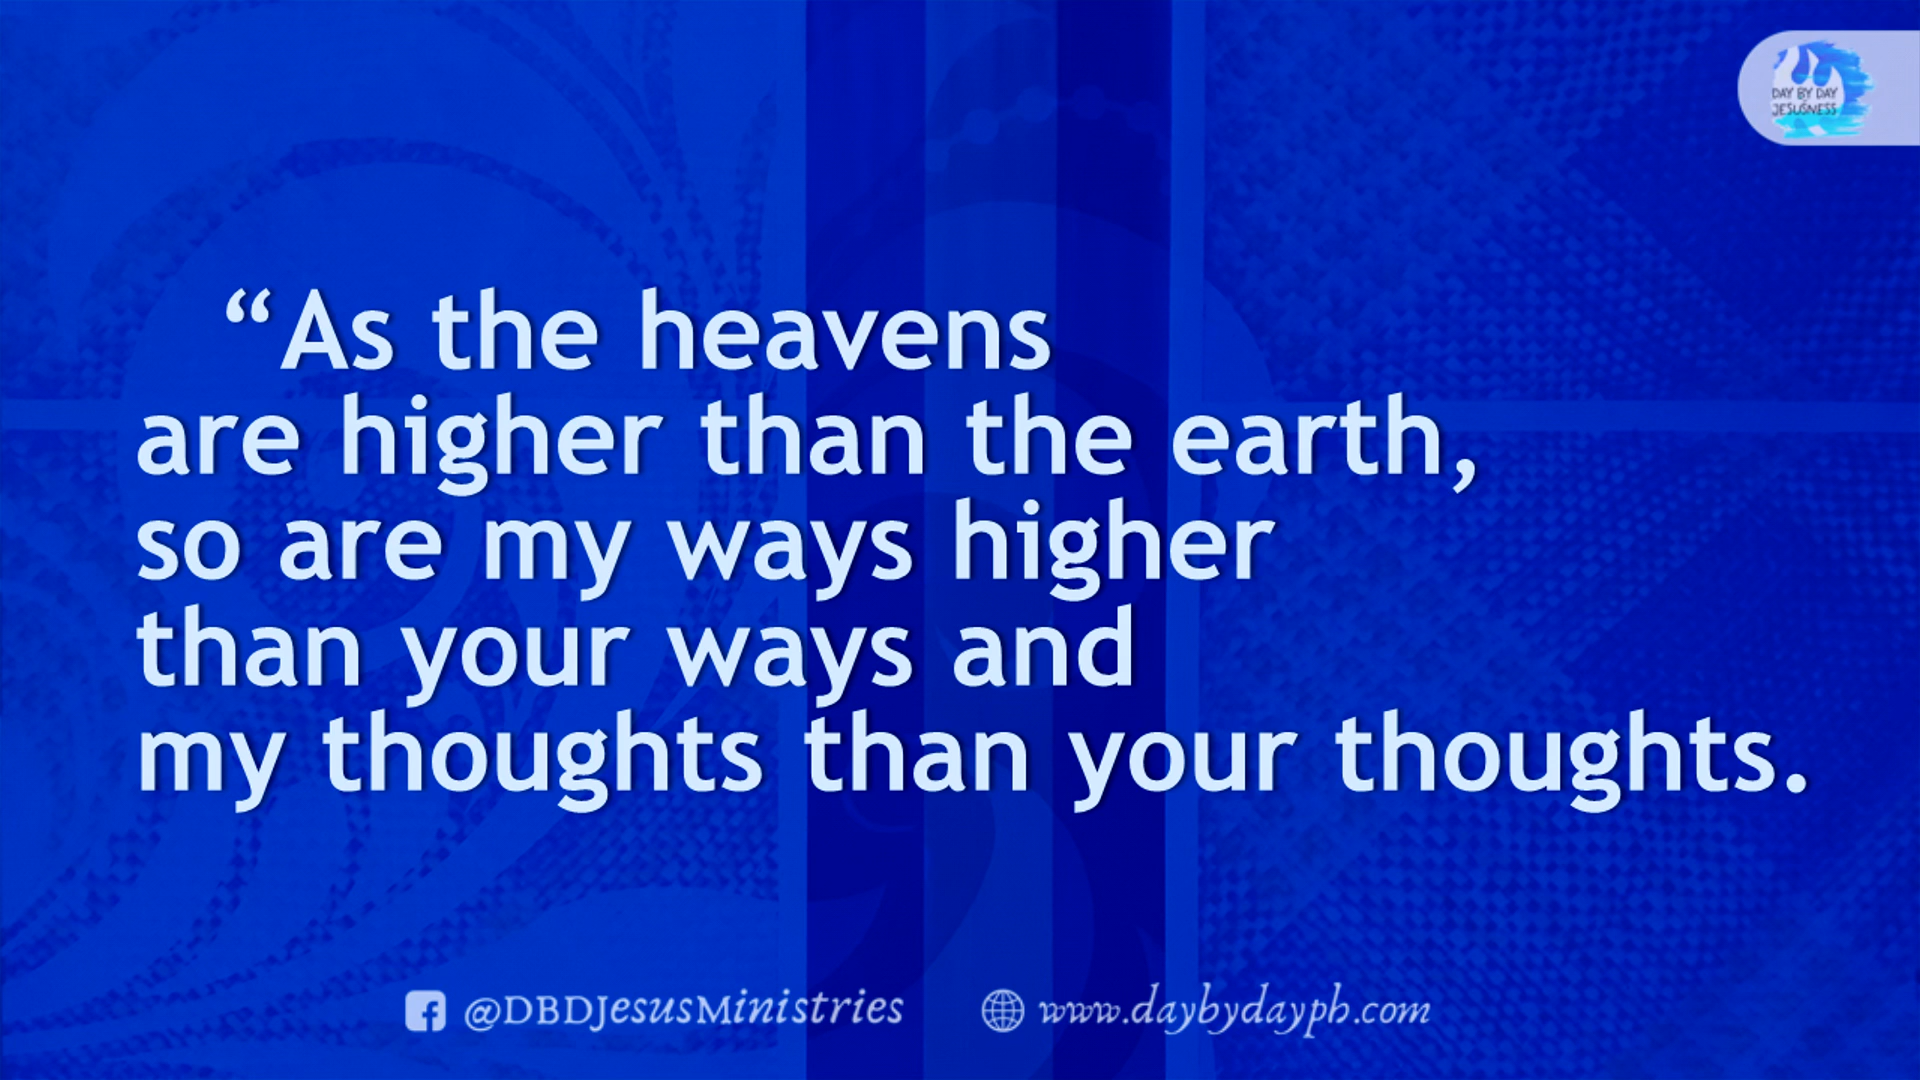 DAY BY DAY
JESUSNESS
“As the heavens
are higher than the earth,
so are my ways higher
than your ways and
my thoughts than your thoughts.
@DBDJesusMinistries
www.daybydayph.com